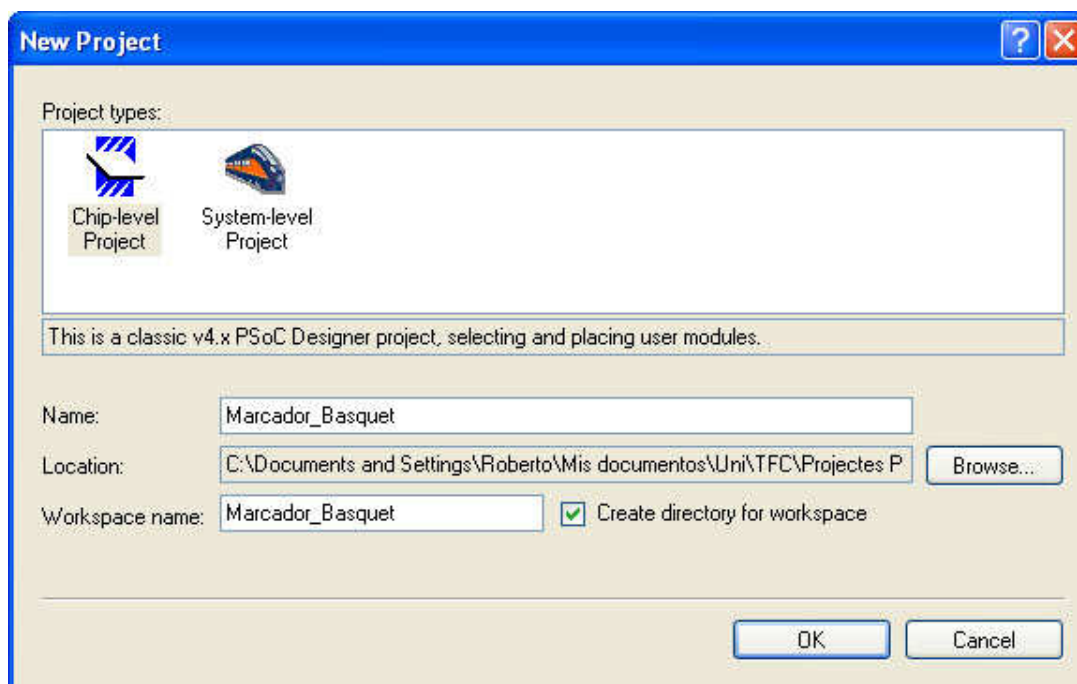 New Project
Project types:
Chip-level
Project
System-level
Project
This is a classic v4.x PSoC Designer project, selecting and placing user modules.
Name:
Marcador_Basquet
Location:
C:\Documents and Settings\Roberto\Mis documentos\Uni\TFC\Projectes P
Browse...
Workspace name:
Marcador_Basquet
Create directory for workspace
OK
Cancel